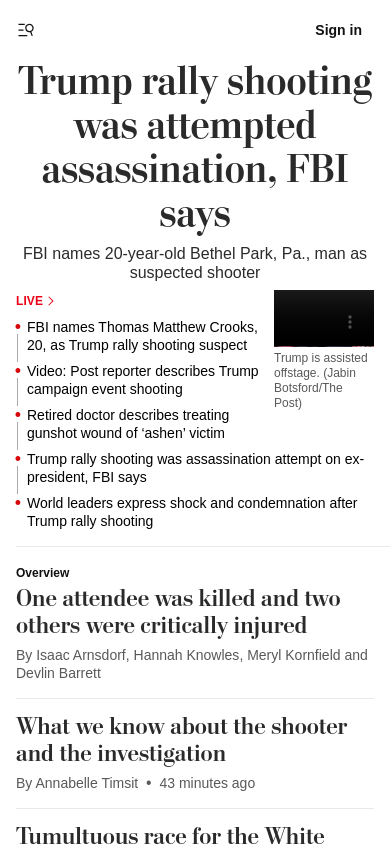 Sign in
Trump rally shooting
was attempted
assassination, FBI
says
FBI names 20-year-old Bethel Park, Pa., man as
suspected shooter
LIVE
FBI names Thomas Matthew Crooks,
20, as Trump rally shooting suspect
Video: Post reporter describes Trump
campaign event shooting
Retired doctor describes treating
gunshot wound of ‘ashen’ victim
Trump rally shooting was assassination attempt on ex-
president, FBI says
World leaders express shock and condemnation after
Trump rally shooting
Trump is assisted
offstage. (Jabin
Botsford/The
Post)
Overview
One attendee was killed and two
others were critically injured
By Isaac Arnsdorf, Hannah Knowles, Meryl Kornfield and
Devlin Barrett
What we know about the shooter
and the investigation
By Annabelle Timsit • 43 minutes ago
Tumultuous race for the White